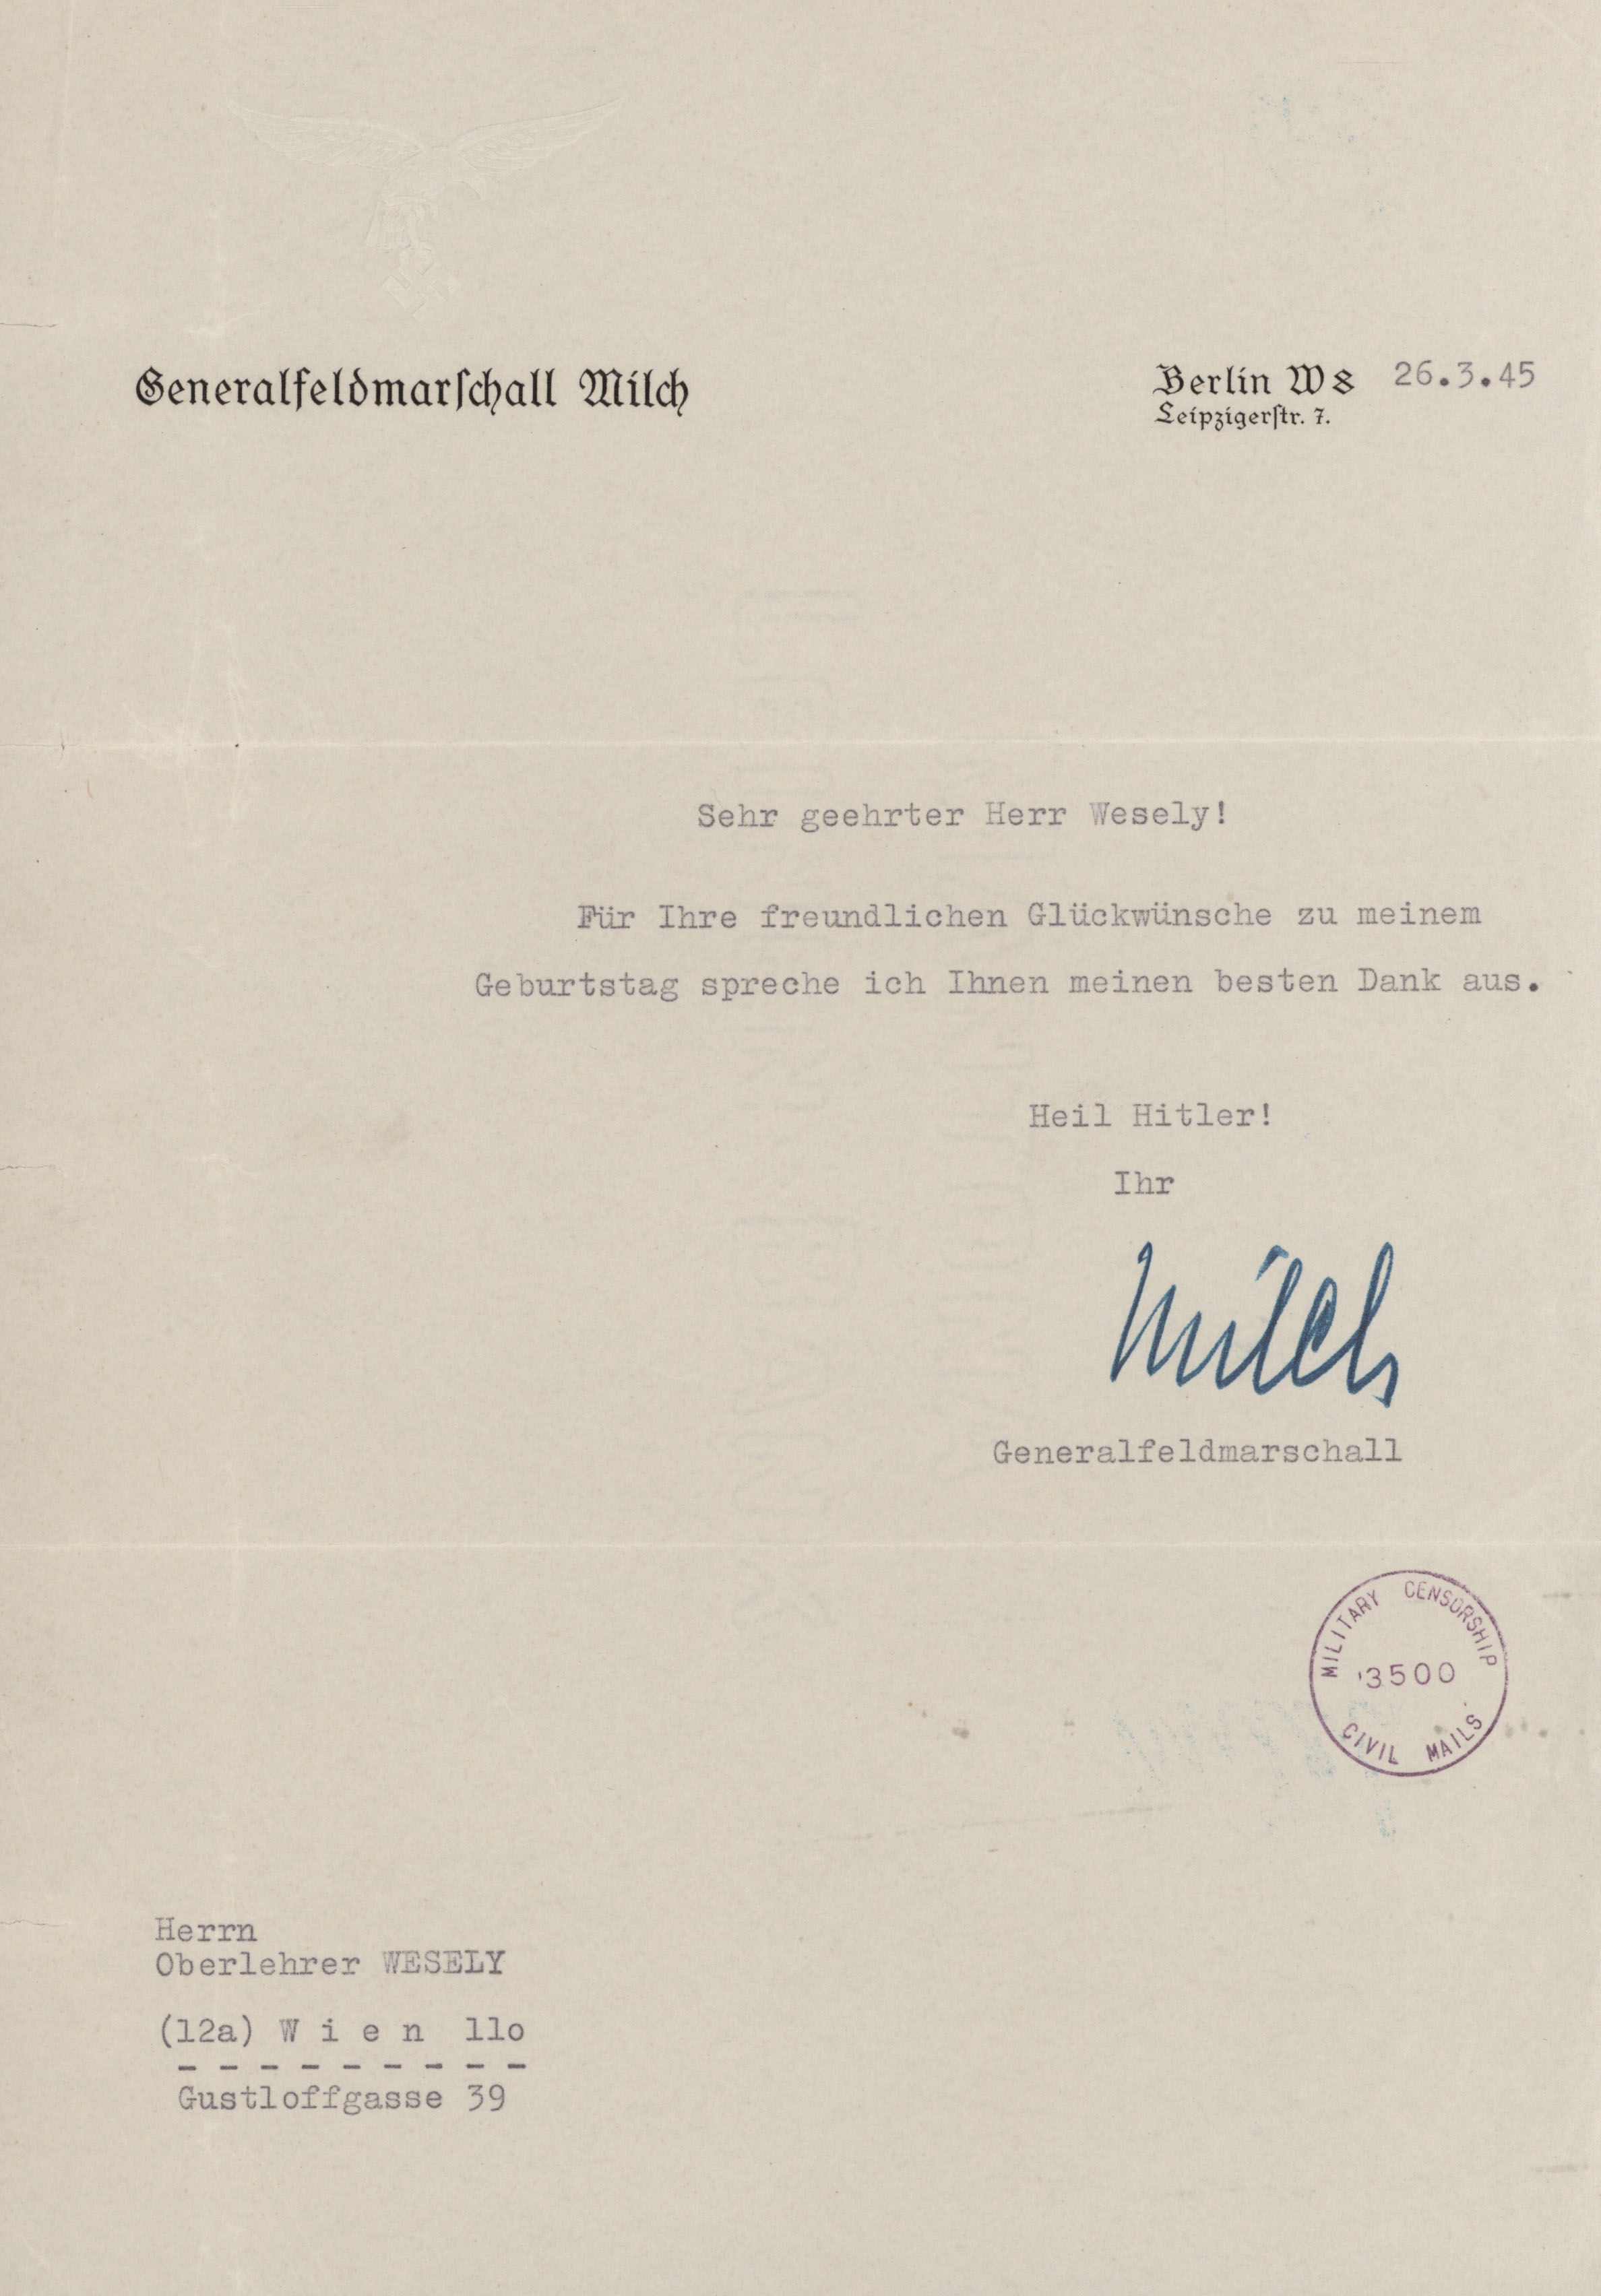 Generalfeldmarſchall Milch
Berlin W 8 26.3.45
Leipzigerſtr. 7.
Sehr geehrter Herr Wesely!
Für Ihre freundlichen Glückwünsche zu meinem
Geburtstag spreche ich Ihnen meinen besten Dank aus.
Heil Hitler!
Ihr
Milch
Generalfeldmarschall
MILITARY CENSORSHIP
3500
CIVIL MAILS
Herrn
Oberlehrer WESELY
(12a) W i e n 11o
- - - - - - - - -
Gustloffgasse 39